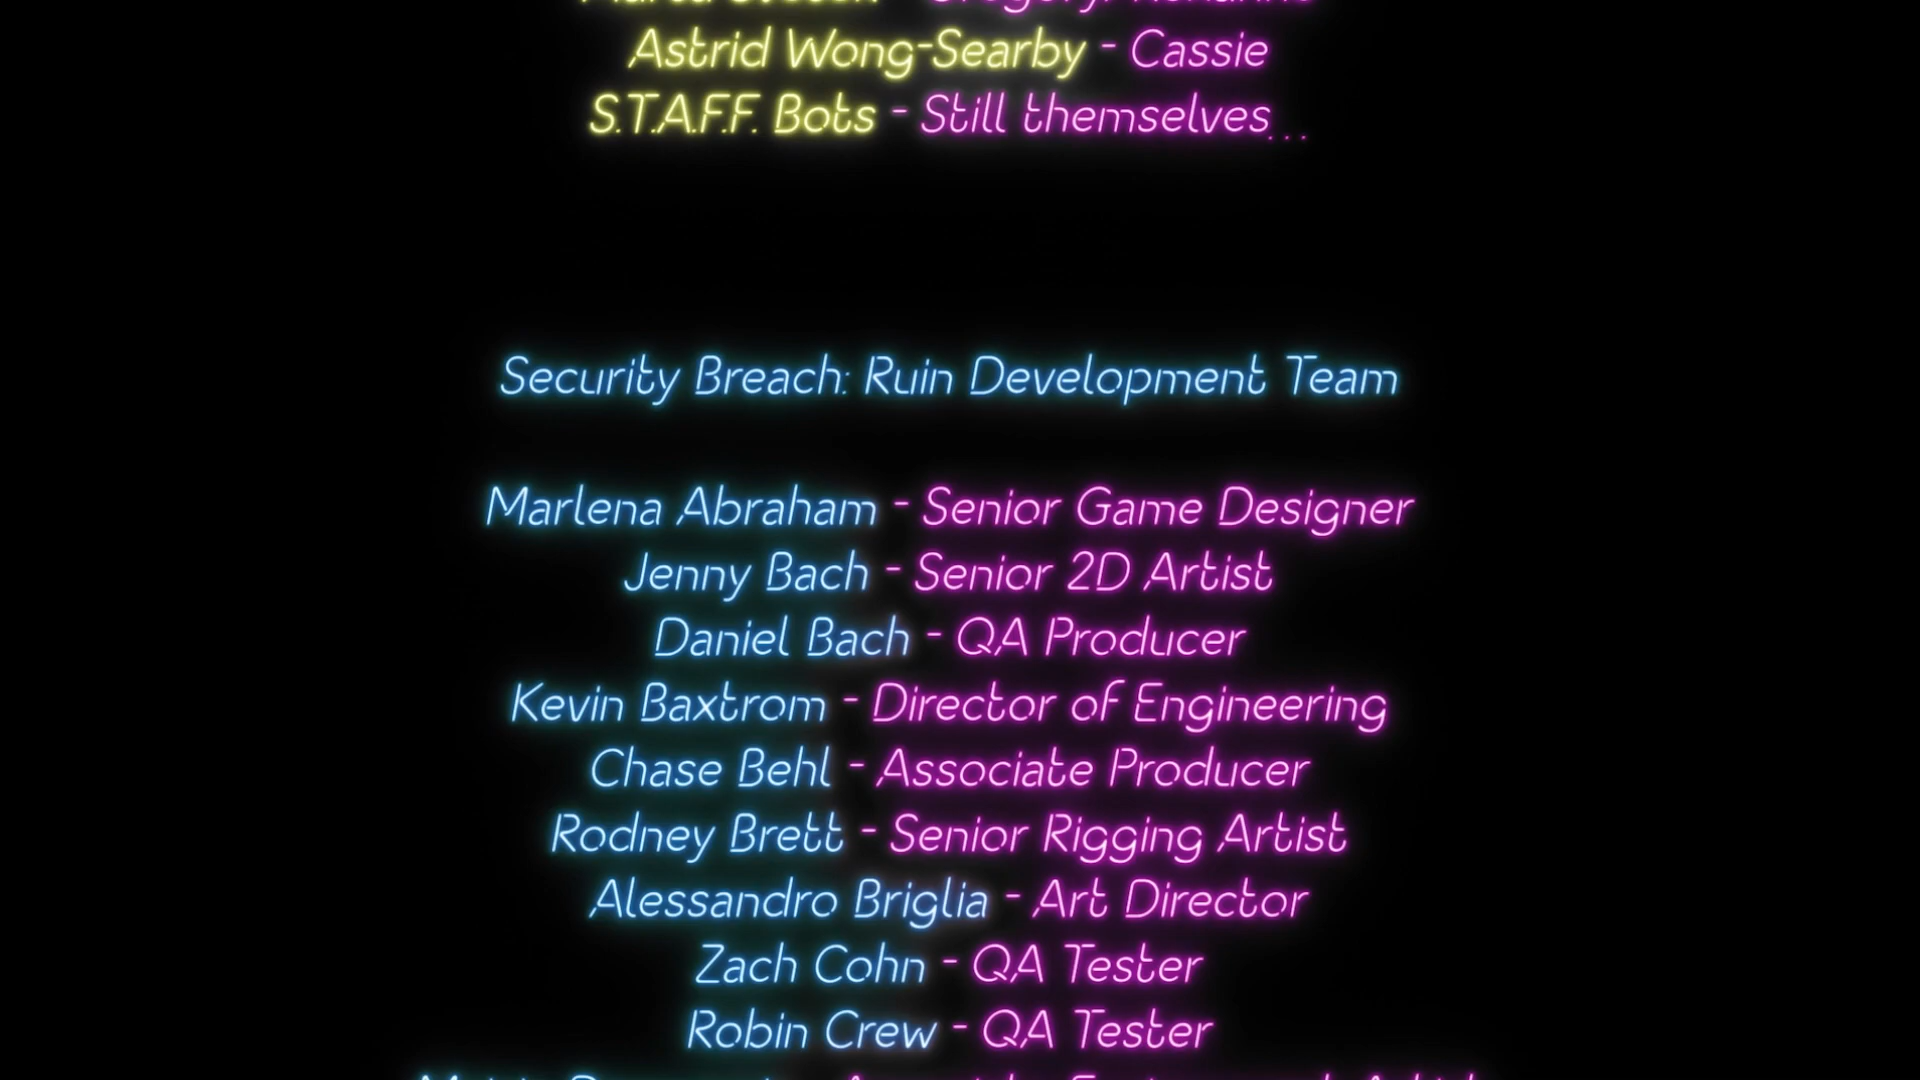 Astrid Wong-Searby - Cassie
S.T.A.F.F. Bots - Still themselves...
Security Breach: Ruin Development Team
Marlena Abraham - Senior Game Designer
Jenny Bach - Senior 2D Artist
Daniel Bach - QA Producer
Kevin Baxtrom - Director of Engineering
Chase Behl - Associate Producer
Rodney Brett - Senior Rigging Artist
Alessandro Briglia - Art Director
Zach Cohn - QA Tester
Robin Crew - QA Tester